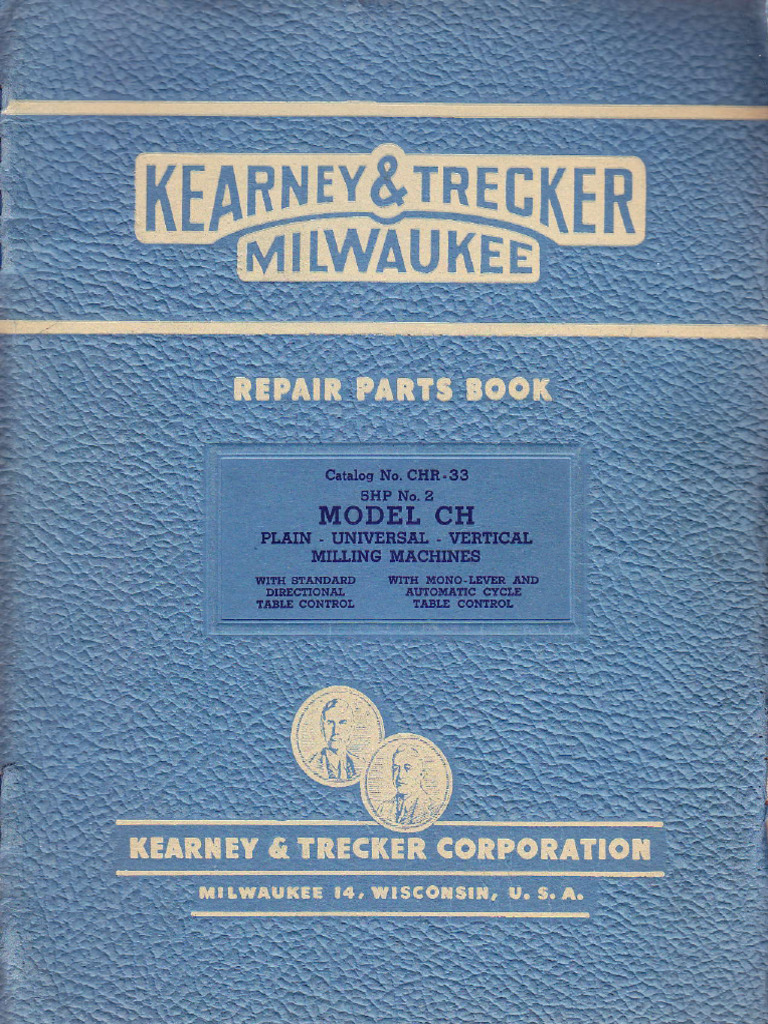 KEARNEY & TRECKER
MILWAUKEE
REPAIR PARTS BOOK
Catalog No. CHR-33
5HP No. 2
MODEL CH
PLAIN - UNIVERSAL - VERTICAL
MILLING MACHINES
WITH STANDARD
DIRECTIONAL
TABLE CONTROL
WITH MONO-LEVER AND
AUTOMATIC CYCLE
TABLE CONTROL
KEARNEY & TRECKER CORPORATION
MILWAUKEE 14, WISCONSIN, U. S. A.